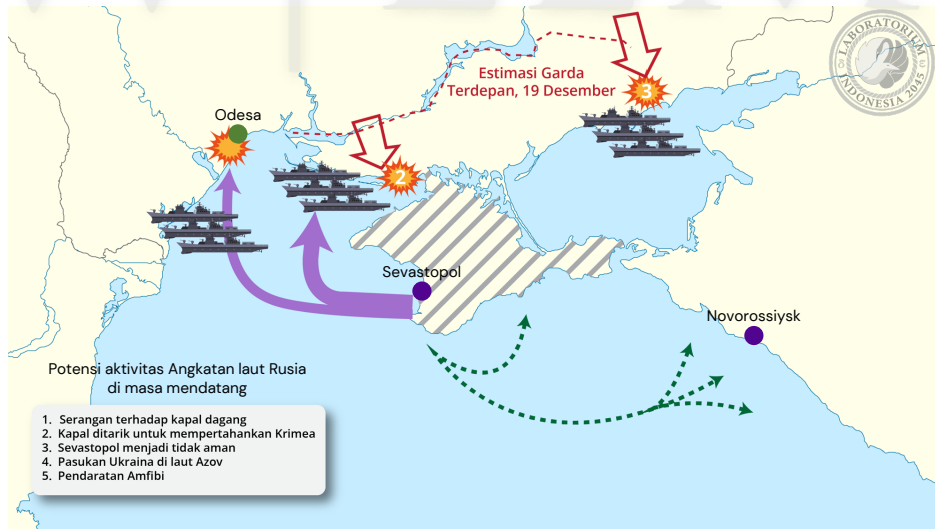 LABORATORIUM
INDONESIA 2045
Estimasi Garda
Terdepan, 19 Desember
3
Odesa
2
Sevastopol
Novorossiysk
Potensi aktivitas Angkatan laut Rusia
di masa mendatang
1. Serangan terhadap kapal dagang
2. Kapal ditarik untuk mempertahankan Krimea
3. Sevastopol menjadi tidak aman
4. Pasukan Ukraina di laut Azov
5. Pendaratan Amfibi